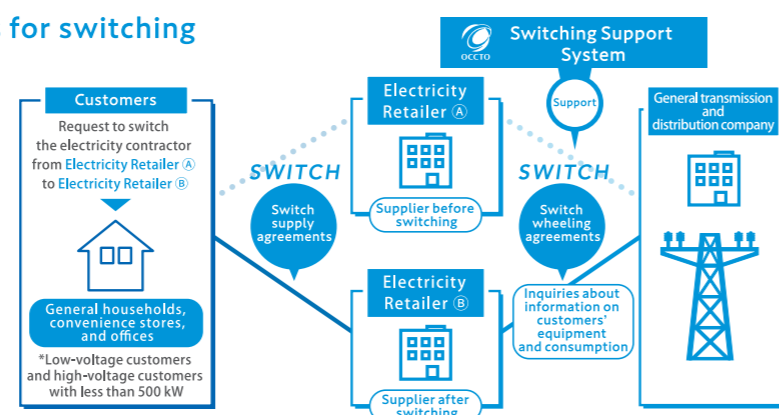 for switching
OCCTO
Switching Support
System
Support
Customers
Request to switch
the electricity contractor
from Electricity Retailer Ⓐ
to Electricity Retailer Ⓑ
General households,
convenience stores,
and offices
*Low-voltage customers
and high-voltage customers
with less than 500 kW
SWITCH
Switch
supply
agreements
Electricity
Retailer Ⓐ
Supplier before
switching
Electricity
Retailer Ⓑ
Supplier after
switching
SWITCH
Switch
wheeling
agreements
Inquiries about
information on
customers'
equipment
and consumption
General transmission
and
distribution company